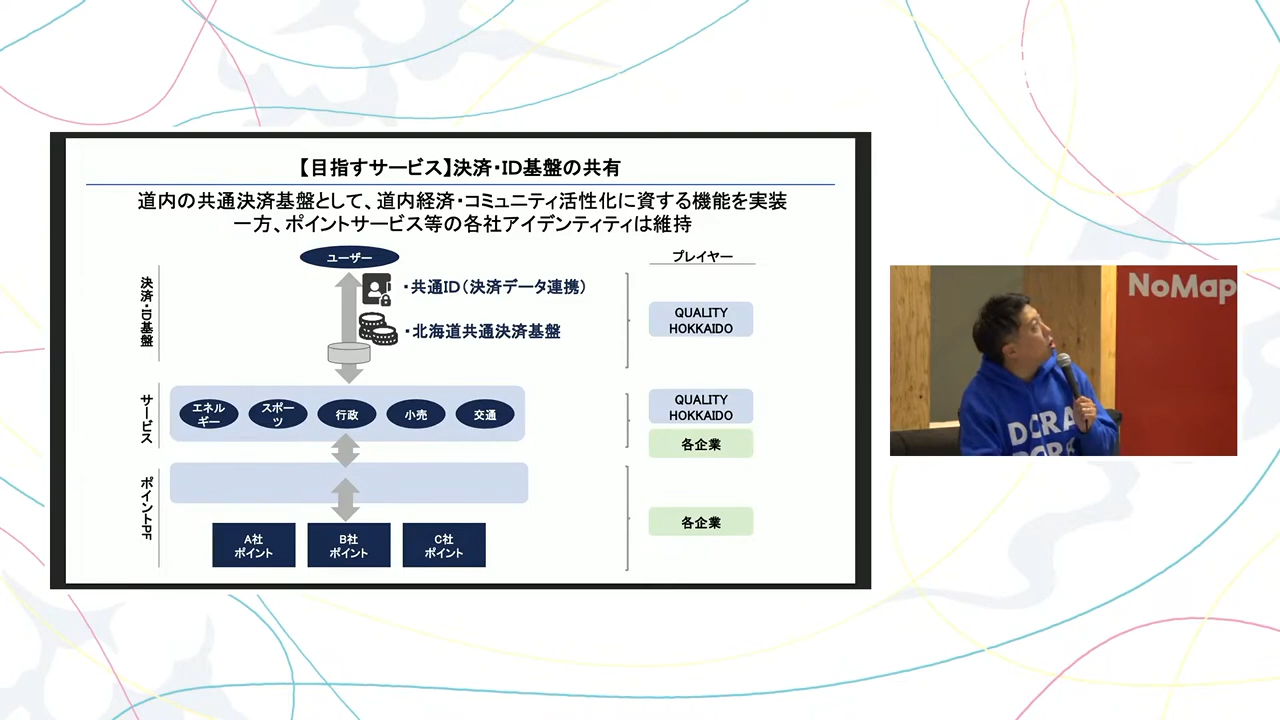 【目指すサービス】決済・ID基盤の共有
道内の共通決済基盤として、道内経済・コミュニティ活性化に資する機能を実装
一方、ポイントサービス等の各社アイデンティティは維持
ユーザー
プレイヤー
決済・ID基盤
・共通ID(決済データ連携)
・北海道共通決済基盤
QUALITY
HOKKAIDO
サービス
エネル
ギー
スポー
ツ
行政
小売
交通
QUALITY
HOKKAIDO
各企業
ポイントPF
A社
ポイント
B社
ポイント
C社
ポイント
各企業
NoMap